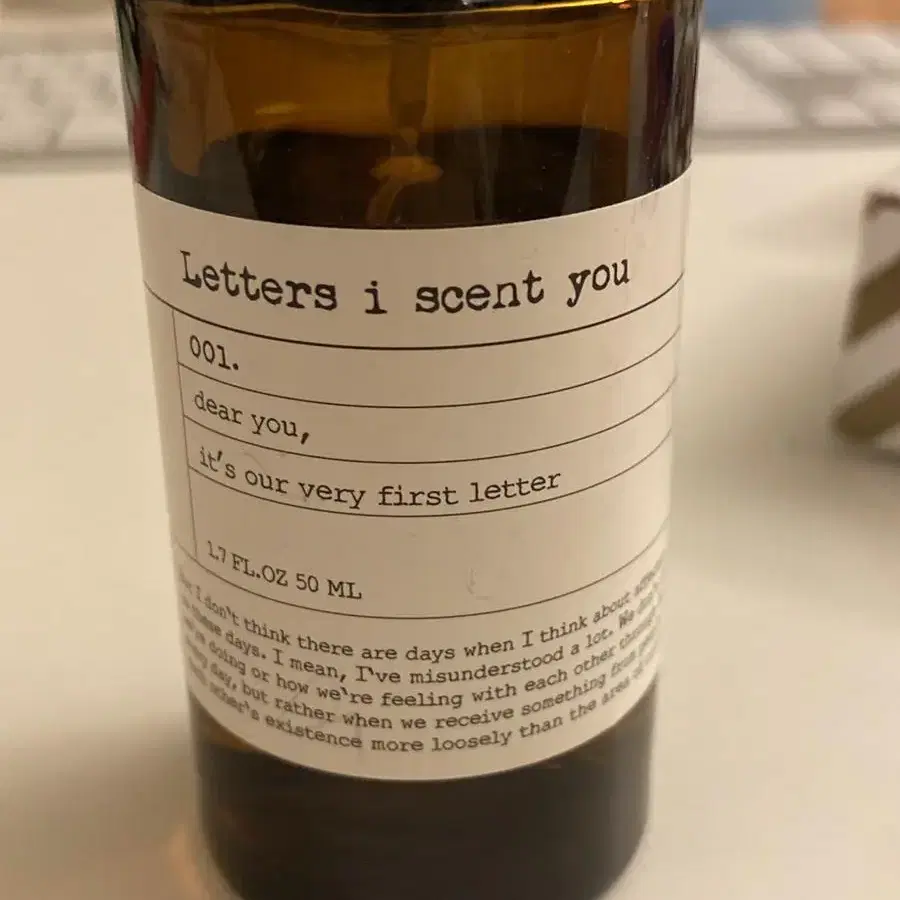 Letters i scent you
001.
dear you,
it's our very first letter
1.7 FL.OZ 50 ML
I don't think there are days when I think about
these days. I mean, I've misunderstood a lot. We
doing or how we're feeling with each other
day, but rather when we receive something from
other's existence more loosely than the area of